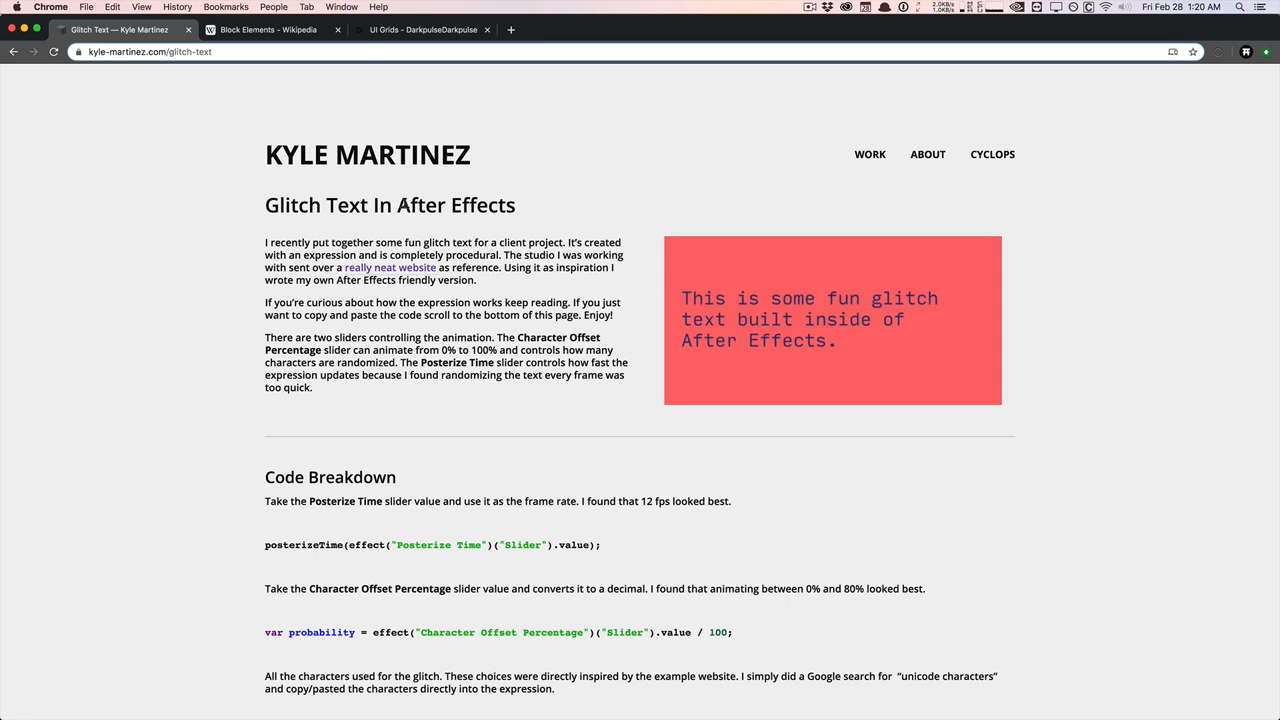 Chrome File Edit View History Bookmarks People Tab Window Help
2.0KB/s
1.0KB/s
Fri Feb 28 1:20 AM
Glitch Text — Kyle Martinez
Block Elements - Wikipedia
UI Grids - DarkpulseDarkpulse
kyle-martinez.com/glitch-text
KYLE MARTINEZ
WORK ABOUT CYCLOPS
Glitch Text In After Effects
I recently put together some fun glitch text for a client project. It’s created
with an expression and is completely procedural. The studio I was working
with sent over a really neat website as reference. Using it as inspiration I
wrote my own After Effects friendly version.
If you’re curious about how the expression works keep reading. If you just
want to copy and paste the code scroll to the bottom of this page. Enjoy!
There are two sliders controlling the animation. The Character Offset
Percentage slider can animate from 0% to 100% and controls how many
characters are randomized. The Posterize Time slider controls how fast the
expression updates because I found randomizing the text every frame was
too quick.
This is some fun glitch
text built inside of
After Effects.
Code Breakdown
Take the Posterize Time slider value and use it as the frame rate. I found that 12 fps looked best.
posterizeTime(effect("Posterize Time")("Slider").value);
Take the Character Offset Percentage slider value and converts it to a decimal. I found that animating between 0% and 80% looked best.
var probability = effect("Character Offset Percentage")("Slider").value / 100;
All the characters used for the glitch. These choices were directly inspired by the example website. I simply did a Google search for “unicode characters”
and copy/pasted the characters directly into the expression.